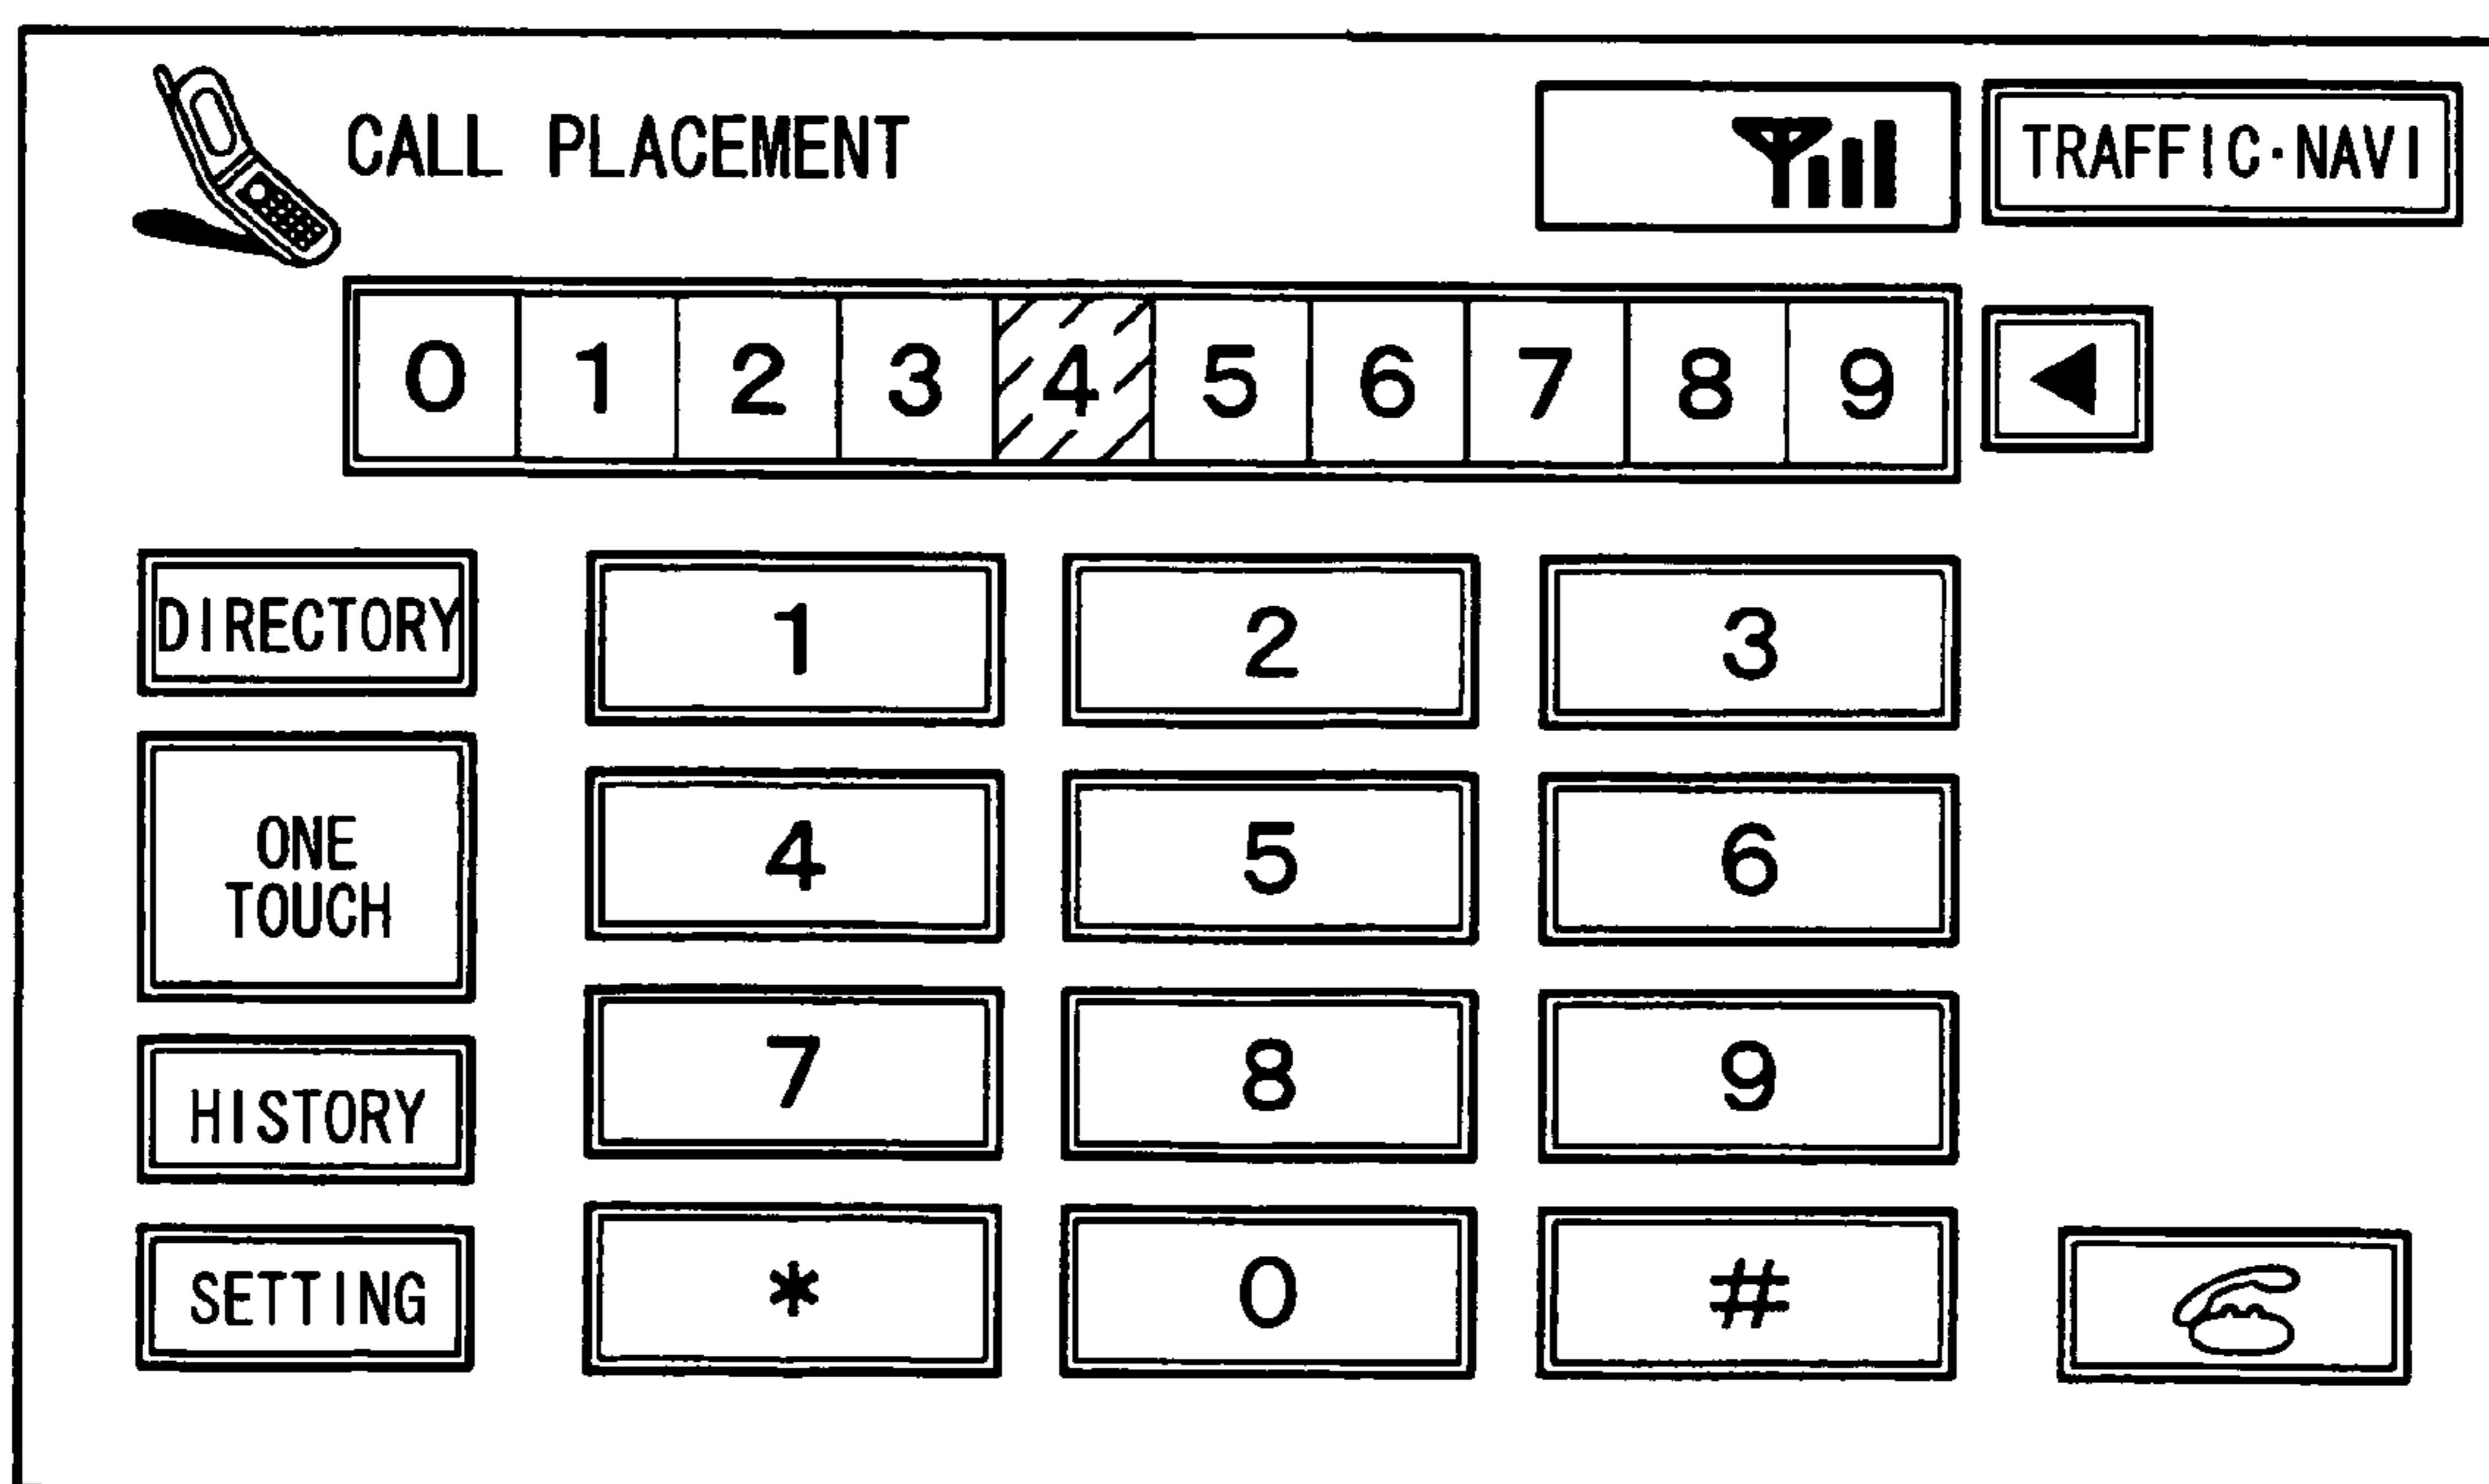 CALL PLACEMENT
TRAFFIC·NAVI
0 1 2 3 4 5 6 7 8 9
DIRECTORY
1 2 3
ONE
TOUCH
4 5 6
HISTORY
7 8 9
SETTING
* 0 #